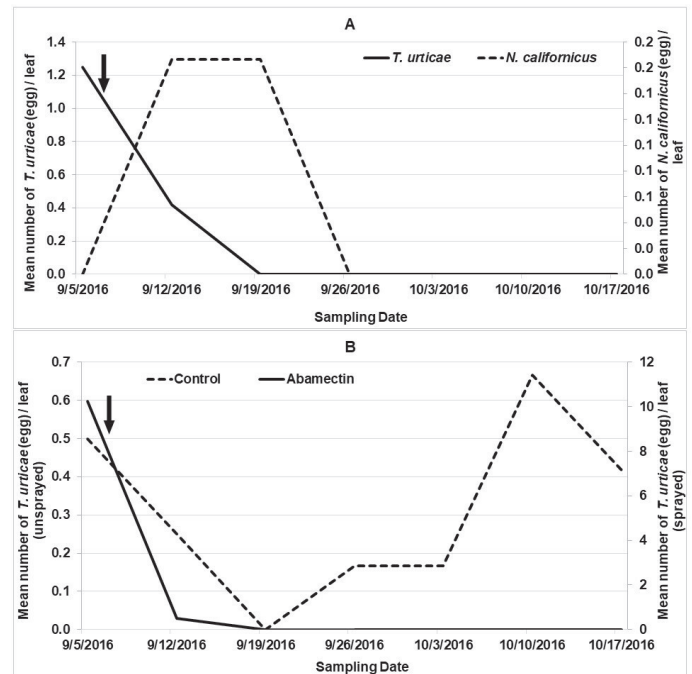 A
T. urticae N. californicus
Mean number of T. urticae (egg) / leaf
1.4
1.2
1.0
0.8
0.6
0.4
0.2
0.0
0.2
0.2
0.1
0.1
0.1
0.1
0.1
0.0
0.0
0.0
Mean number of N. californicus (egg) /
leaf
9/5/2016 9/12/2016 9/19/2016 9/26/2016 10/3/2016 10/10/2016 10/17/2016
Sampling Date
B
Control Abamectin
Mean number of T. urticae (egg) / leaf
(unsprayed)
0.7
0.6
0.5
0.4
0.3
0.2
0.1
0.0
12
10
8
6
4
2
0
Mean number of T. urticae (egg) / leaf
(sprayed)
9/5/2016 9/12/2016 9/19/2016 9/26/2016 10/3/2016 10/10/2016 10/17/2016
Sampling Date